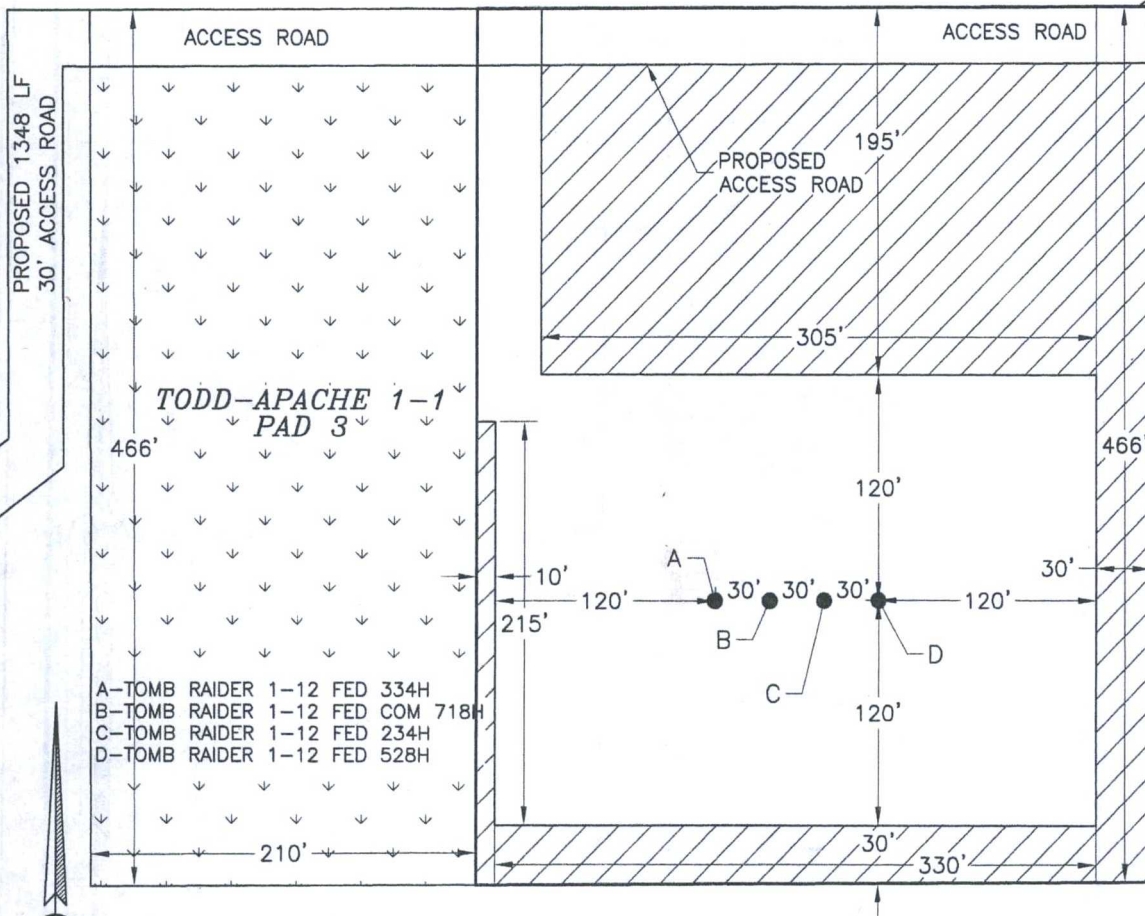 ACCESS ROAD
ACCESS ROAD
PROPOSED 1348 LF
30' ACCESS ROAD
195'
PROPOSED
ACCESS ROAD
305'
TODD-APACHE 1-1
PAD 3
466'
466'
120'
A
30'
30'
30'
10'
120'
120'
30'
215'
B
D
C
A-TOMB RAIDER 1-12 FED 334H
B-TOMB RAIDER 1-12 FED COM 718H
C-TOMB RAIDER 1-12 FED 234H
D-TOMB RAIDER 1-12 FED 528H
120'
210'
30'
330'